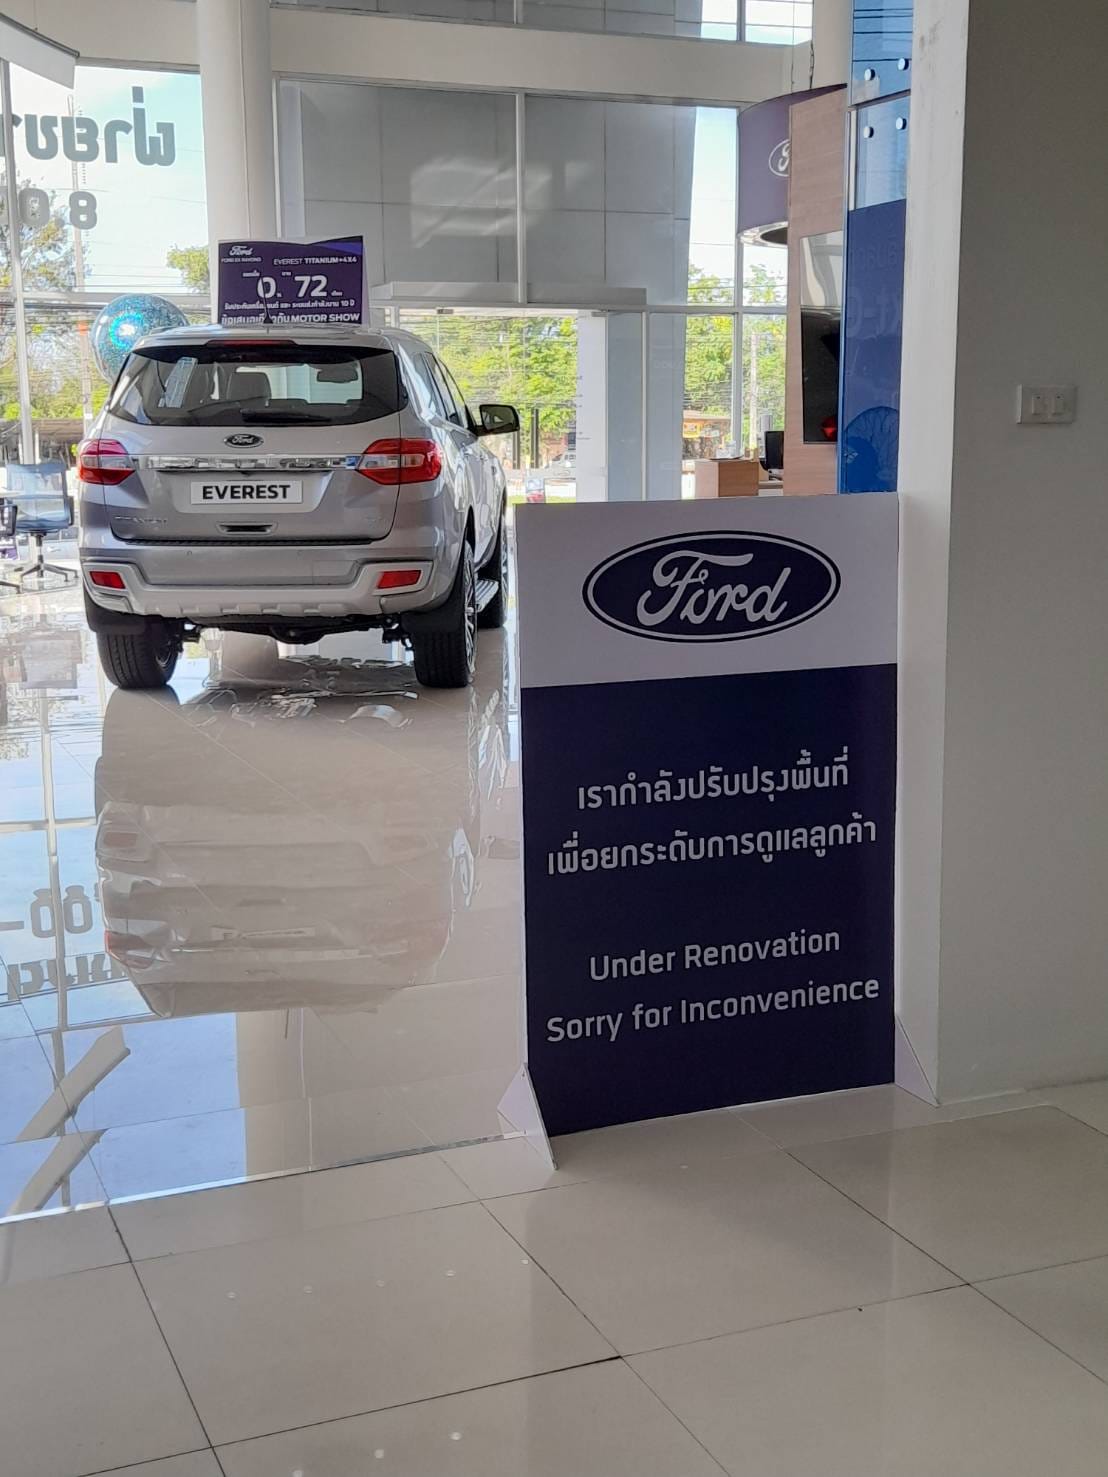 Ford
EVEREST TITANIUM+ 4X4
0
72
MOTOR SHOW
Ford
EVEREST
Ford
เรากำลังปรับปรุงพื้นที่
เพื่อยกระดับการดูแลลูกค้า
Under Renovation
Sorry for Inconvenience